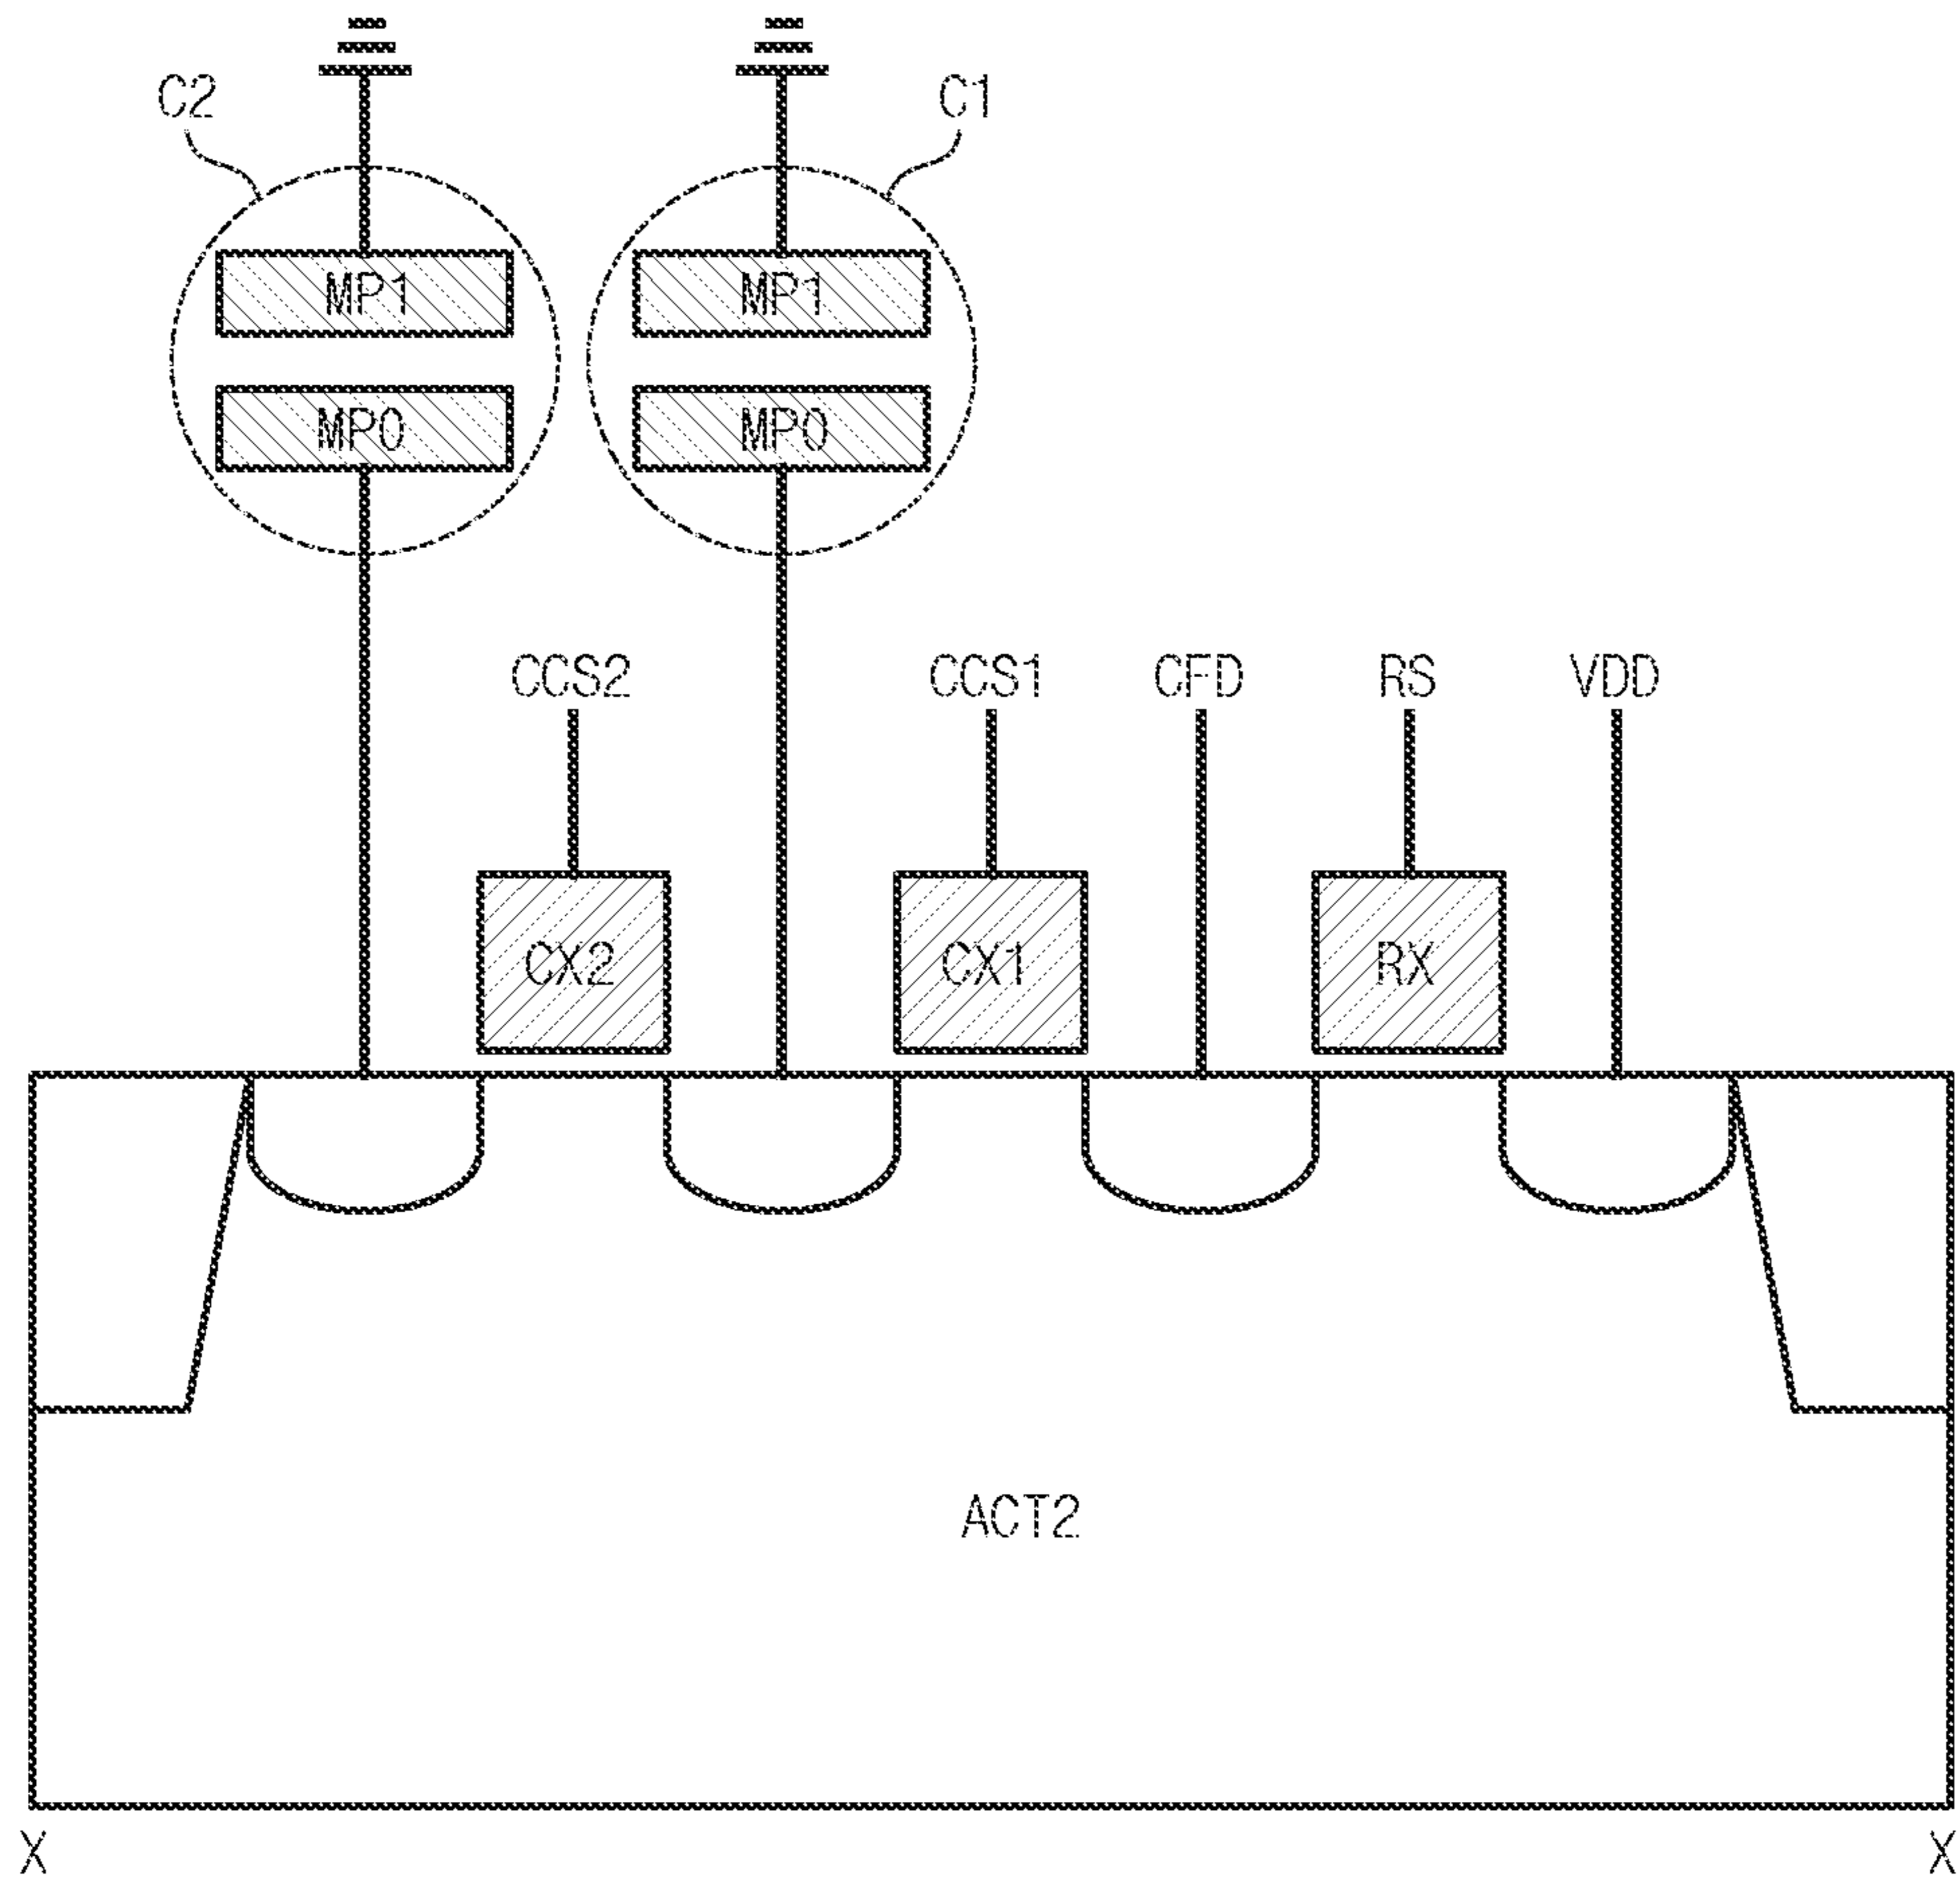 C2
C1
MP1
MP1
MP0
MP0
CCS2
CCS1
CFD
RS
VDD
CX2
CX1
RX
ACT2
X
X